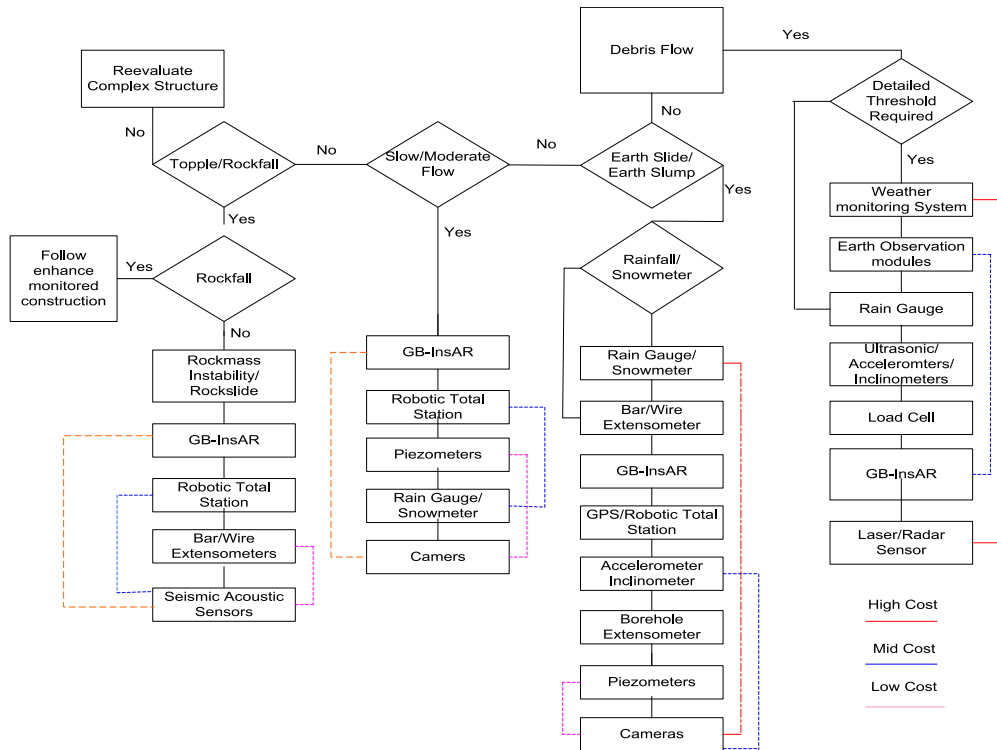 Reevaluate
Complex Structure
No
Topple/Rockfall
No
Slow/Moderate
Flow
No
Earth Slide/
Earth Slump
No
Debris Flow
Yes
Detailed
Threshold
Required
Yes
Yes
Yes
Yes
Follow
enhance
monitored
construction
Yes
Rockfall
No
Rockmass
Instability/
Rockslide
GB-InsAR
Robotic Total
Station
Bar/Wire
Extensometers
Seismic Acoustic
Sensors
GB-InsAR
Robotic Total
Station
Piezometers
Rain Gauge/
Snowmeter
Camers
Rainfall/
Snowmeter
Rain Gauge/
Snowmeter
Bar/Wire
Extensometer
GB-InsAR
GPS/Robotic Total
Station
Accelerometer
Inclinometer
Borehole
Extensometer
Piezometers
Cameras
Weather
monitoring System
Earth Observation
modules
Rain Gauge
Ultrasonic/
Acceleromters/
Inclinometers
Load Cell
GB-InsAR
Laser/Radar
Sensor
High Cost
Mid Cost
Low Cost